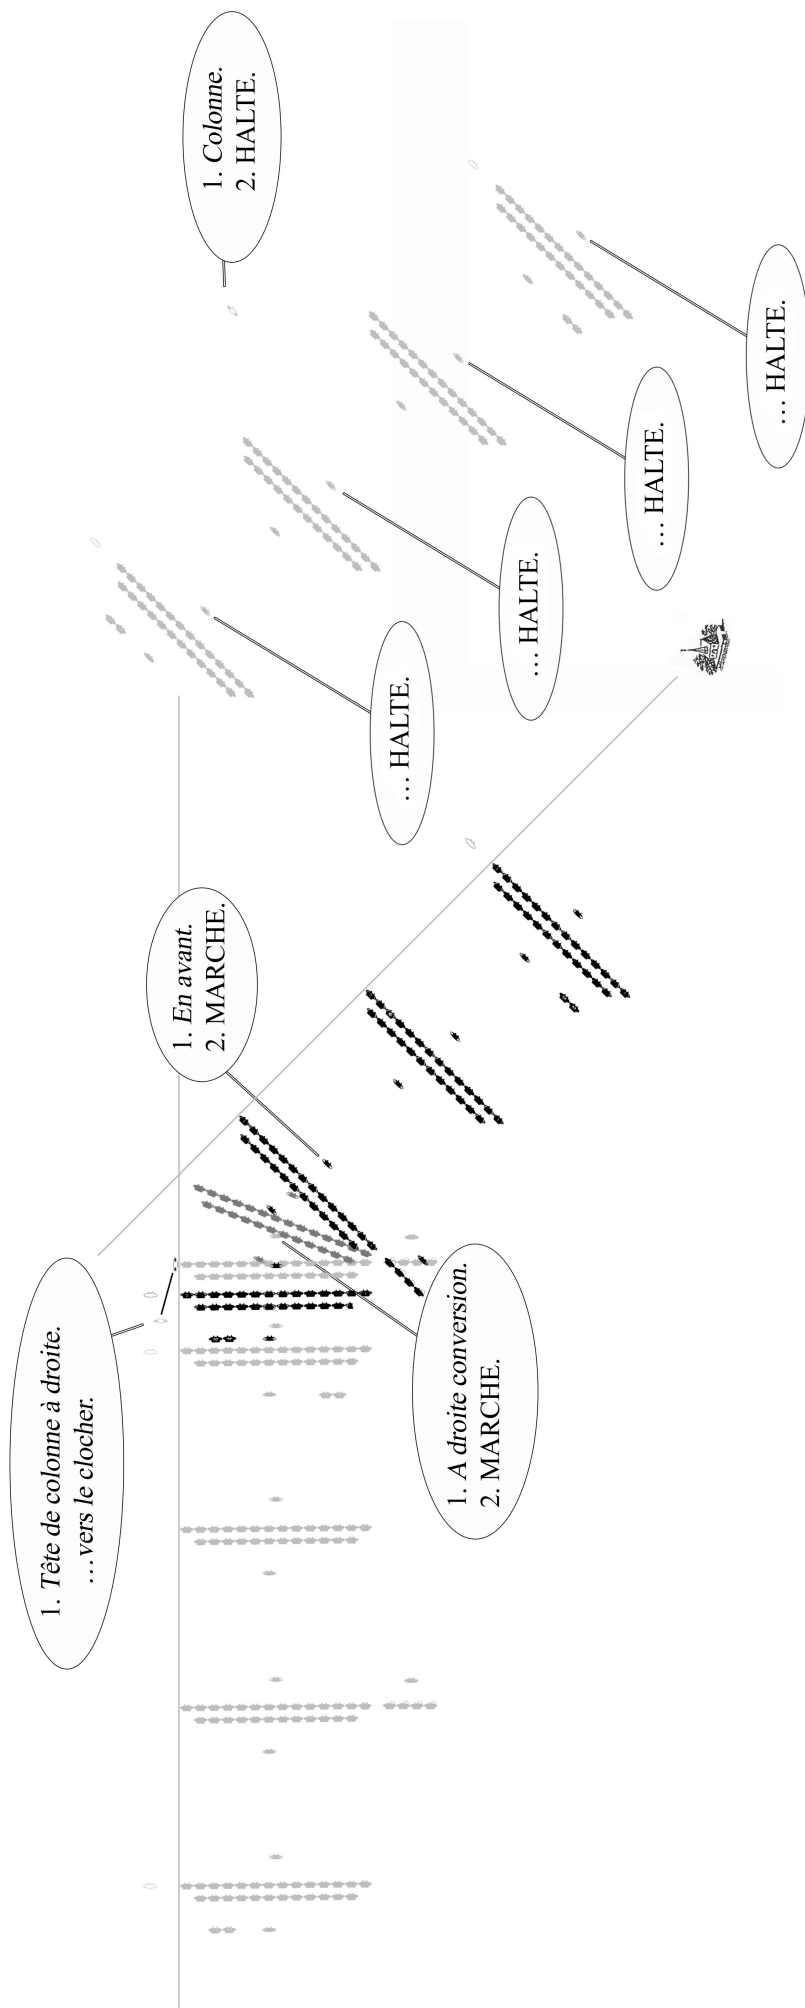 1. Tête de colonne à droite.
…vers le clocher.
1. A droite conversion.
2. MARCHE.
1. En avant.
2. MARCHE.
… HALTE.
… HALTE.
… HALTE.
… HALTE.
1. Colonne.
2. HALTE.